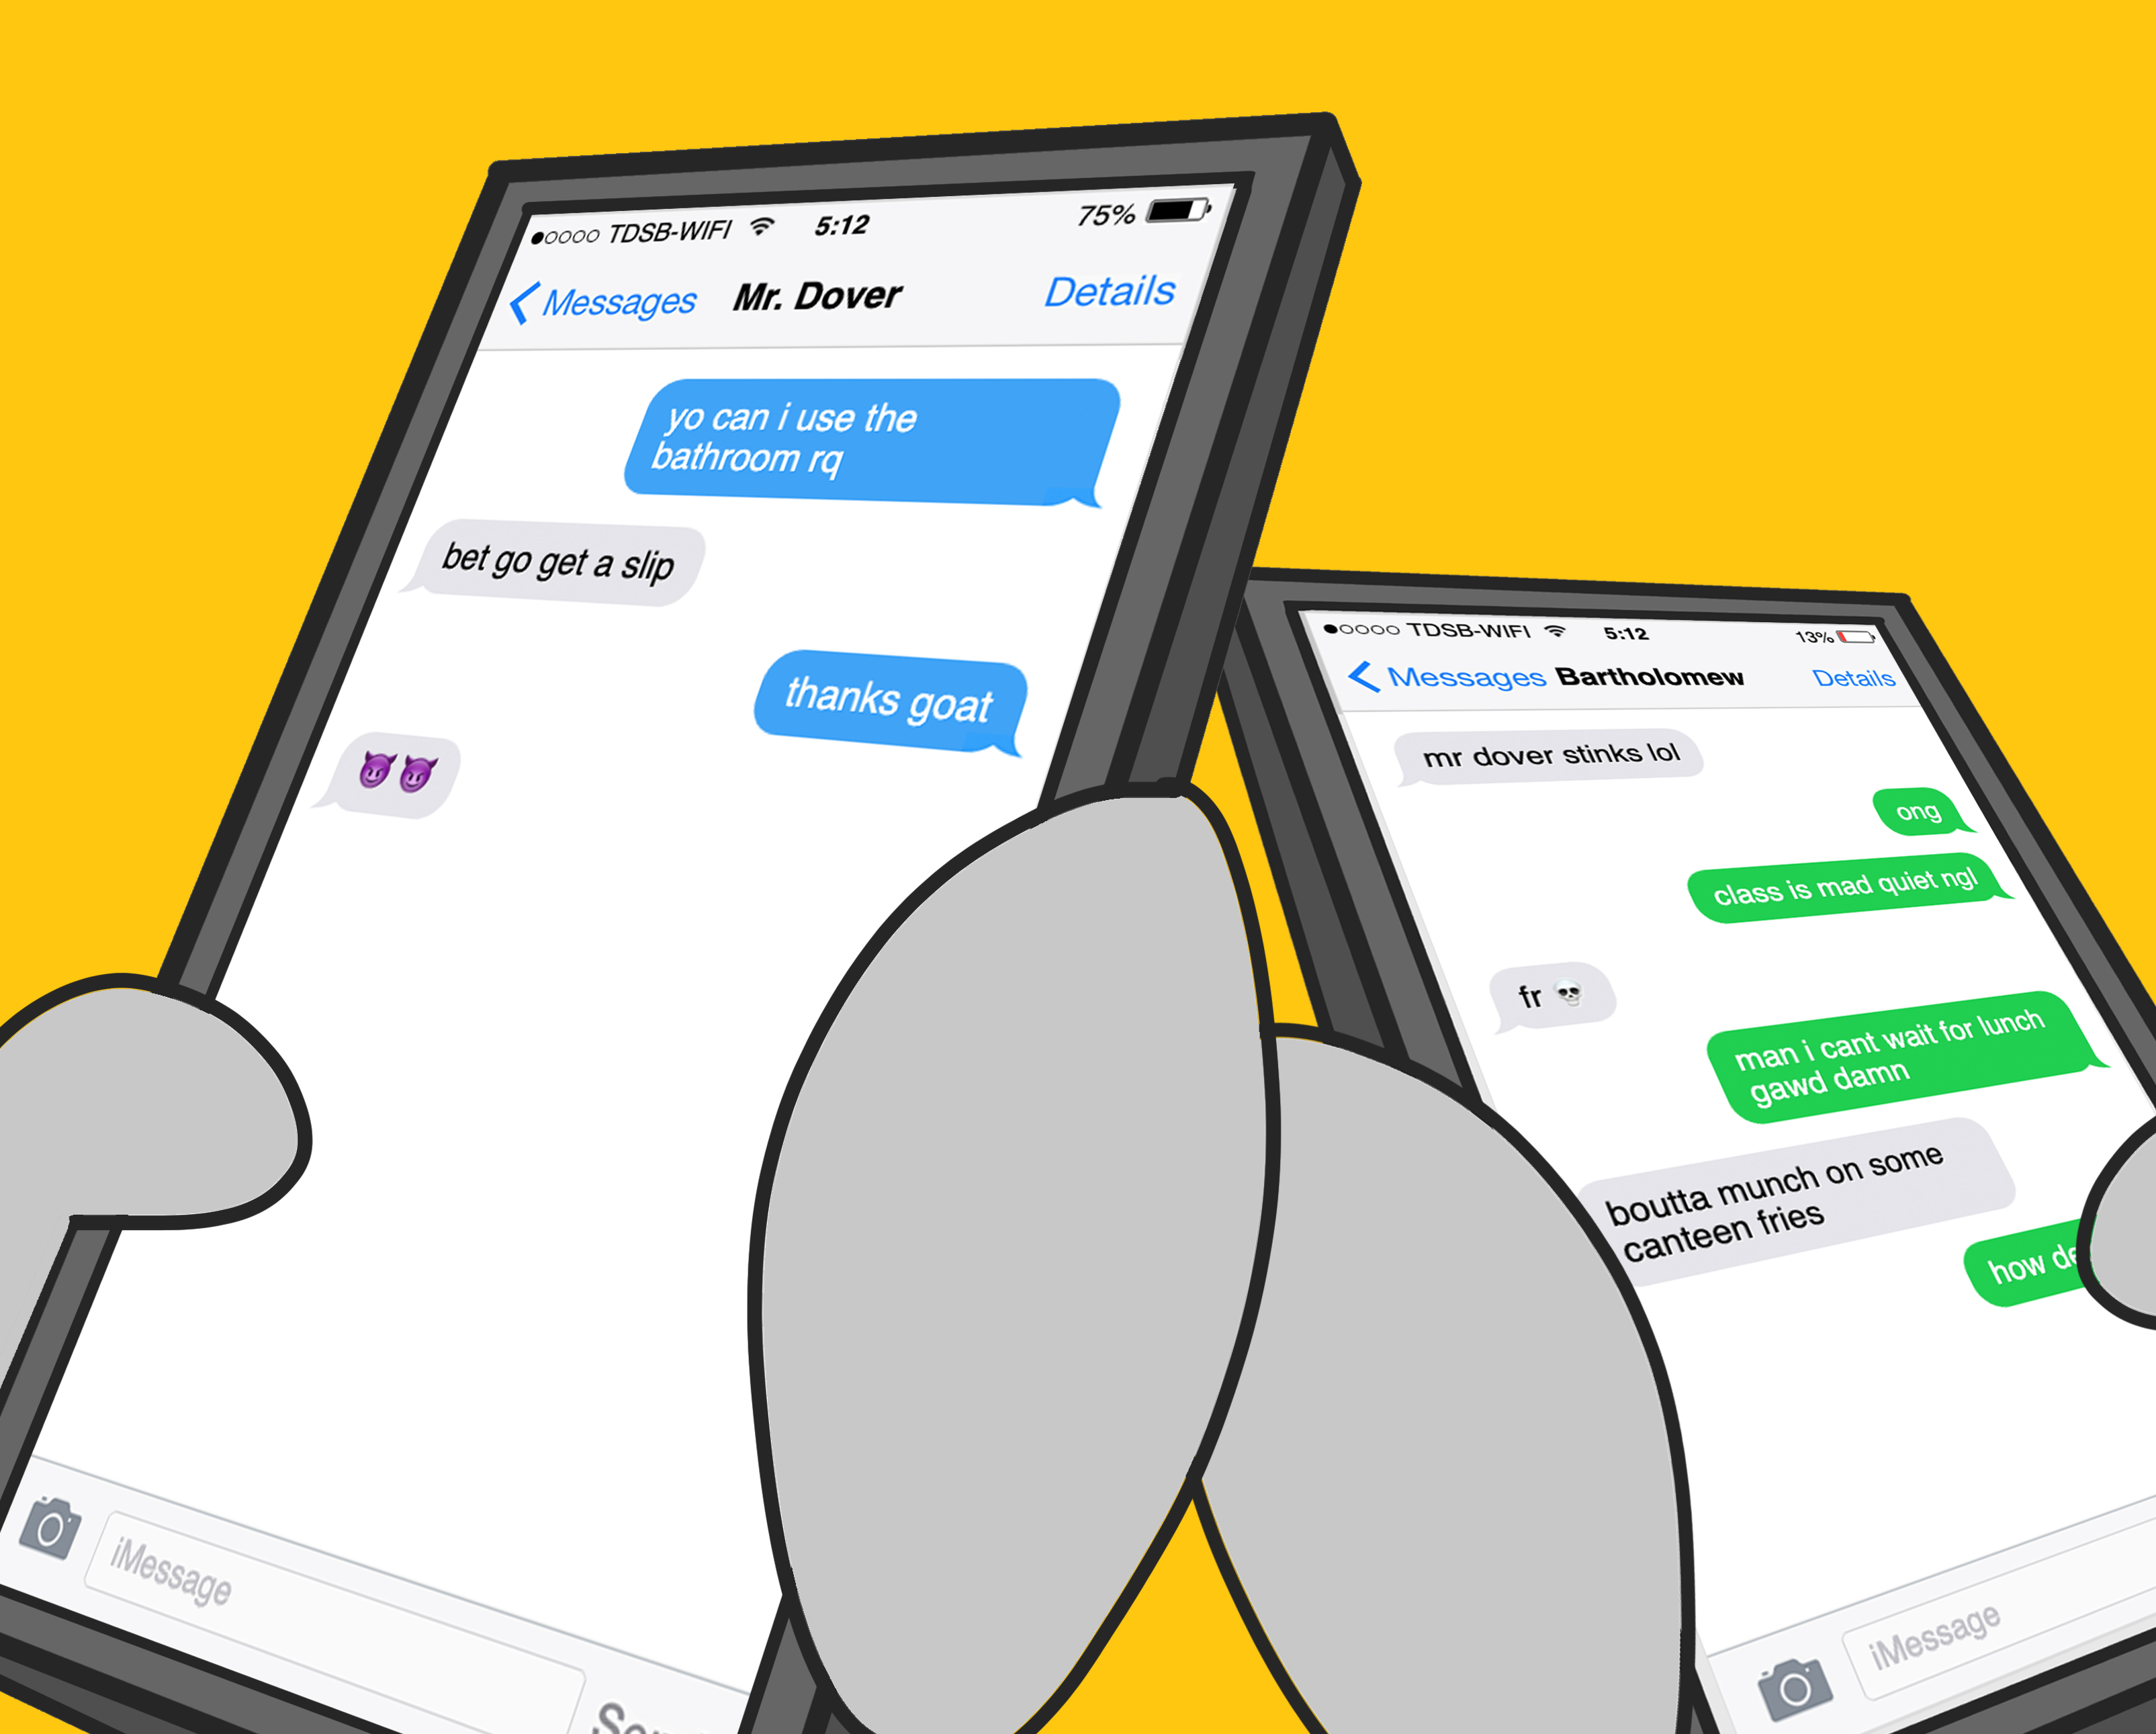 TDSB-WIFI 5:12 75%
Messages Mr. Dover Details
yo can i use the
bathroom rq
bet go get a slip
thanks goat
iMessage
TDSB-WIFI 5:12 13%
Messages Bartholomew Details
mr dover stinks lol
ong
class is mad quiet ngl
fr
man i cant wait for lunch
gawd damn
boutta munch on some
canteen fries
how
iMessage